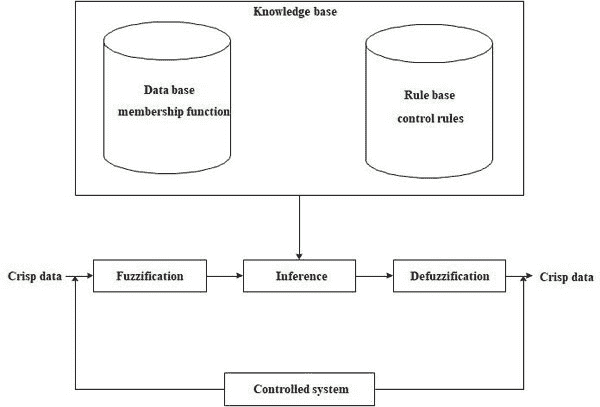 Knowledge base
Data base
membership function
Rule base
control rules
Crisp data
Fuzzification
Inference
Defuzzification
Crisp data
Controlled system